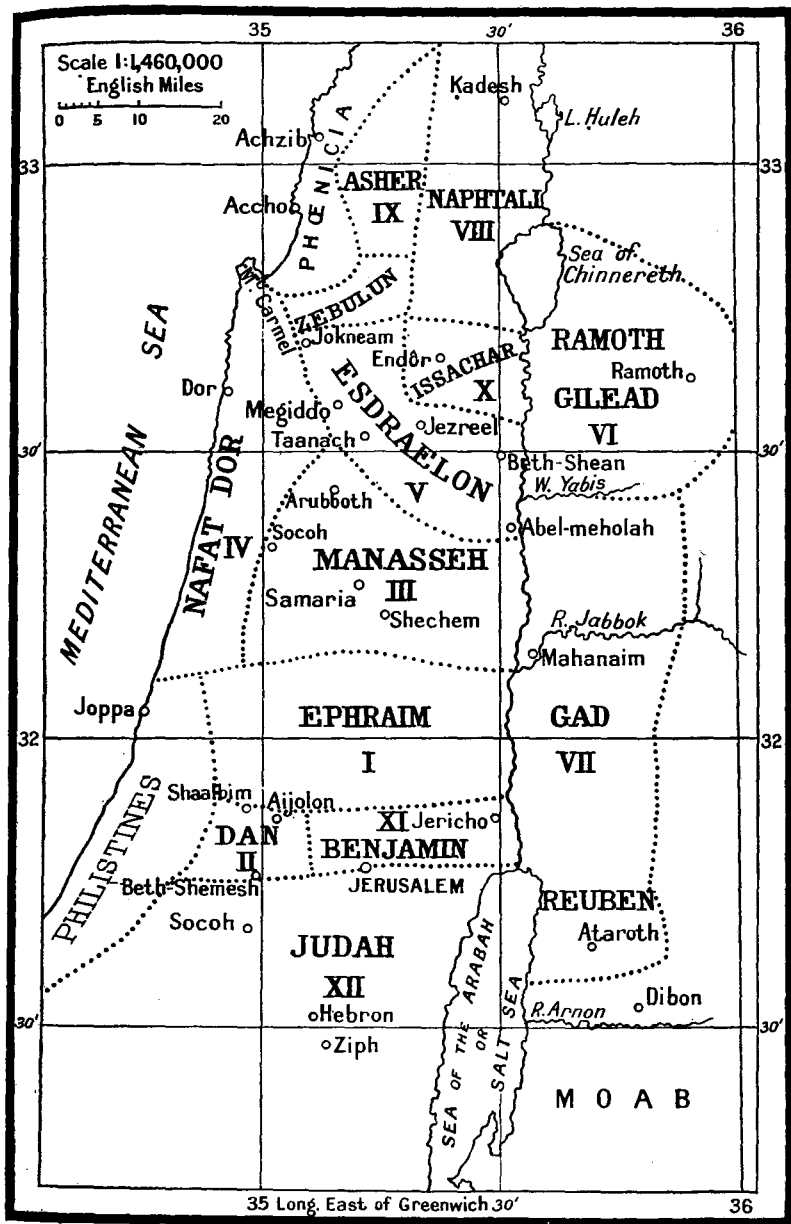 35 30′ 36
Scale 1:1,460,000
English Miles
0 5 10 20
Kadesh
L. Huleh
Achzib
33 33
PHŒNICIA
ASHER
IX
NAPHTALI
VIII
Accho
Sea of
Chinnereth
Mt. Carmel
ZEBULUN
Jokneam
RAMOTH
GILEAD
VI
Ramoth
Endôr
ISSACHAR
X
MEDITERRANEAN SEA
Dor
ESDRAELON
V
Megiddo
Jezreel
Taanach
30′ 30′
Beth-Shean
W. Yabis
NAFAT DOR
IV
Arubboth
Abel-meholah
Socoh
MANASSEH
III
Samaria
Shechem
R. Jabbok
Mahanaim
Joppa
EPHRAIM
I
GAD
VII
32 32
PHILISTINES
Shaalbim
Aijolon
DAN
II
XI
Jericho
BENJAMIN
Beth-Shemesh
JERUSALEM
REUBEN
Socoh
Ataroth
JUDAH
XII
SEA OF THE ARABAH
OR
SALT SEA
Dibon
R. Arnon
Hebron
30′ 30′
Ziph
MOAB
35 Long. East of Greenwich 30′ 36